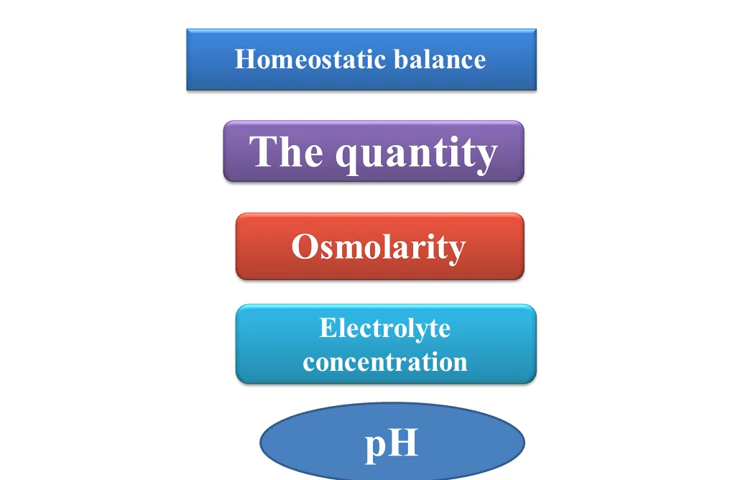 Homeostatic balance
The quantity
Osmolarity
Electrolyte
concentration
pH